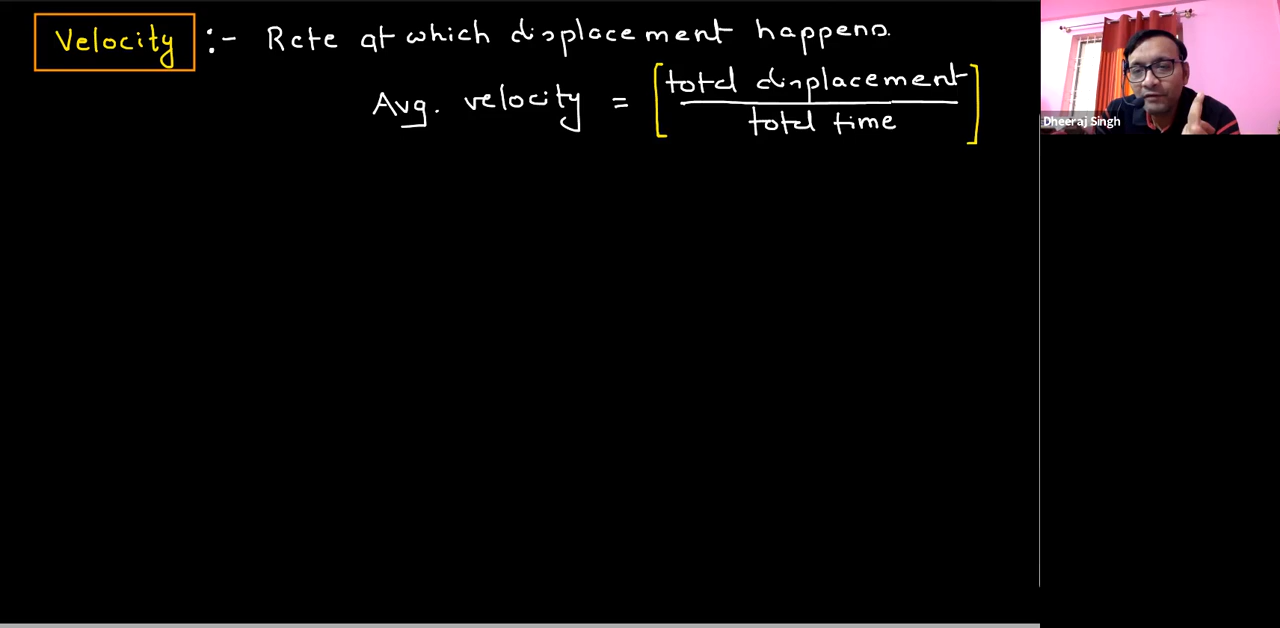 Velocity :- Rate at which displacement happens.
Avg. velocity = [total displacement
total time]
Dheeraj Singh